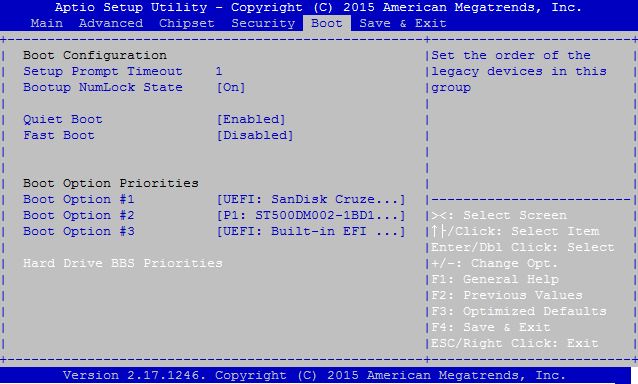 Aptio Setup Utility - Copyright (C) 2015 American Megatrends, Inc.
Main Advanced Chipset Security Boot Save & Exit
Boot Configuration
Setup Prompt Timeout 1
Bootup NumLock State [On]
Quiet Boot [Enabled]
Fast Boot [Disabled]
Boot Option Priorities
Boot Option #1 [UEFI: SanDisk Cruze...]
Boot Option #2 [P1: ST500DM002-1BD1...]
Boot Option #3 [UEFI: Built-in EFI ...]
Hard Drive BBS Priorities
Set the order of the
legacy devices in this
group
><: Select Screen
↑├/Click: Select Item
Enter/Dbl Click: Select
+/-: Change Opt.
F1: General Help
F2: Previous Values
F3: Optimized Defaults
F4: Save & Exit
ESC/Right Click: Exit
Version 2.17.1246. Copyright (C) 2015 American Megatrends, Inc.